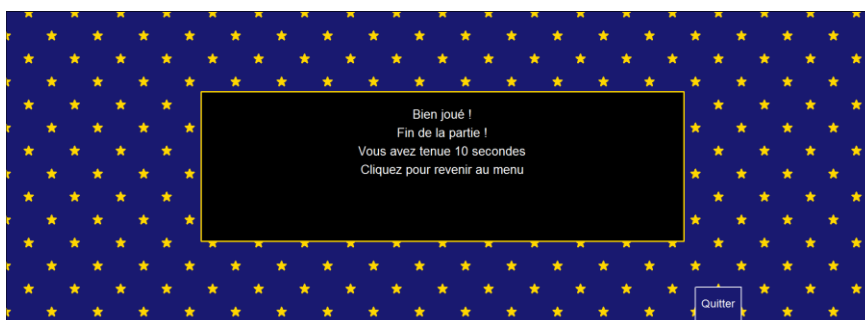 Bien joué !
Fin de la partie !
Vous avez tenue 10 secondes
Cliquez pour revenir au menu
Quitter